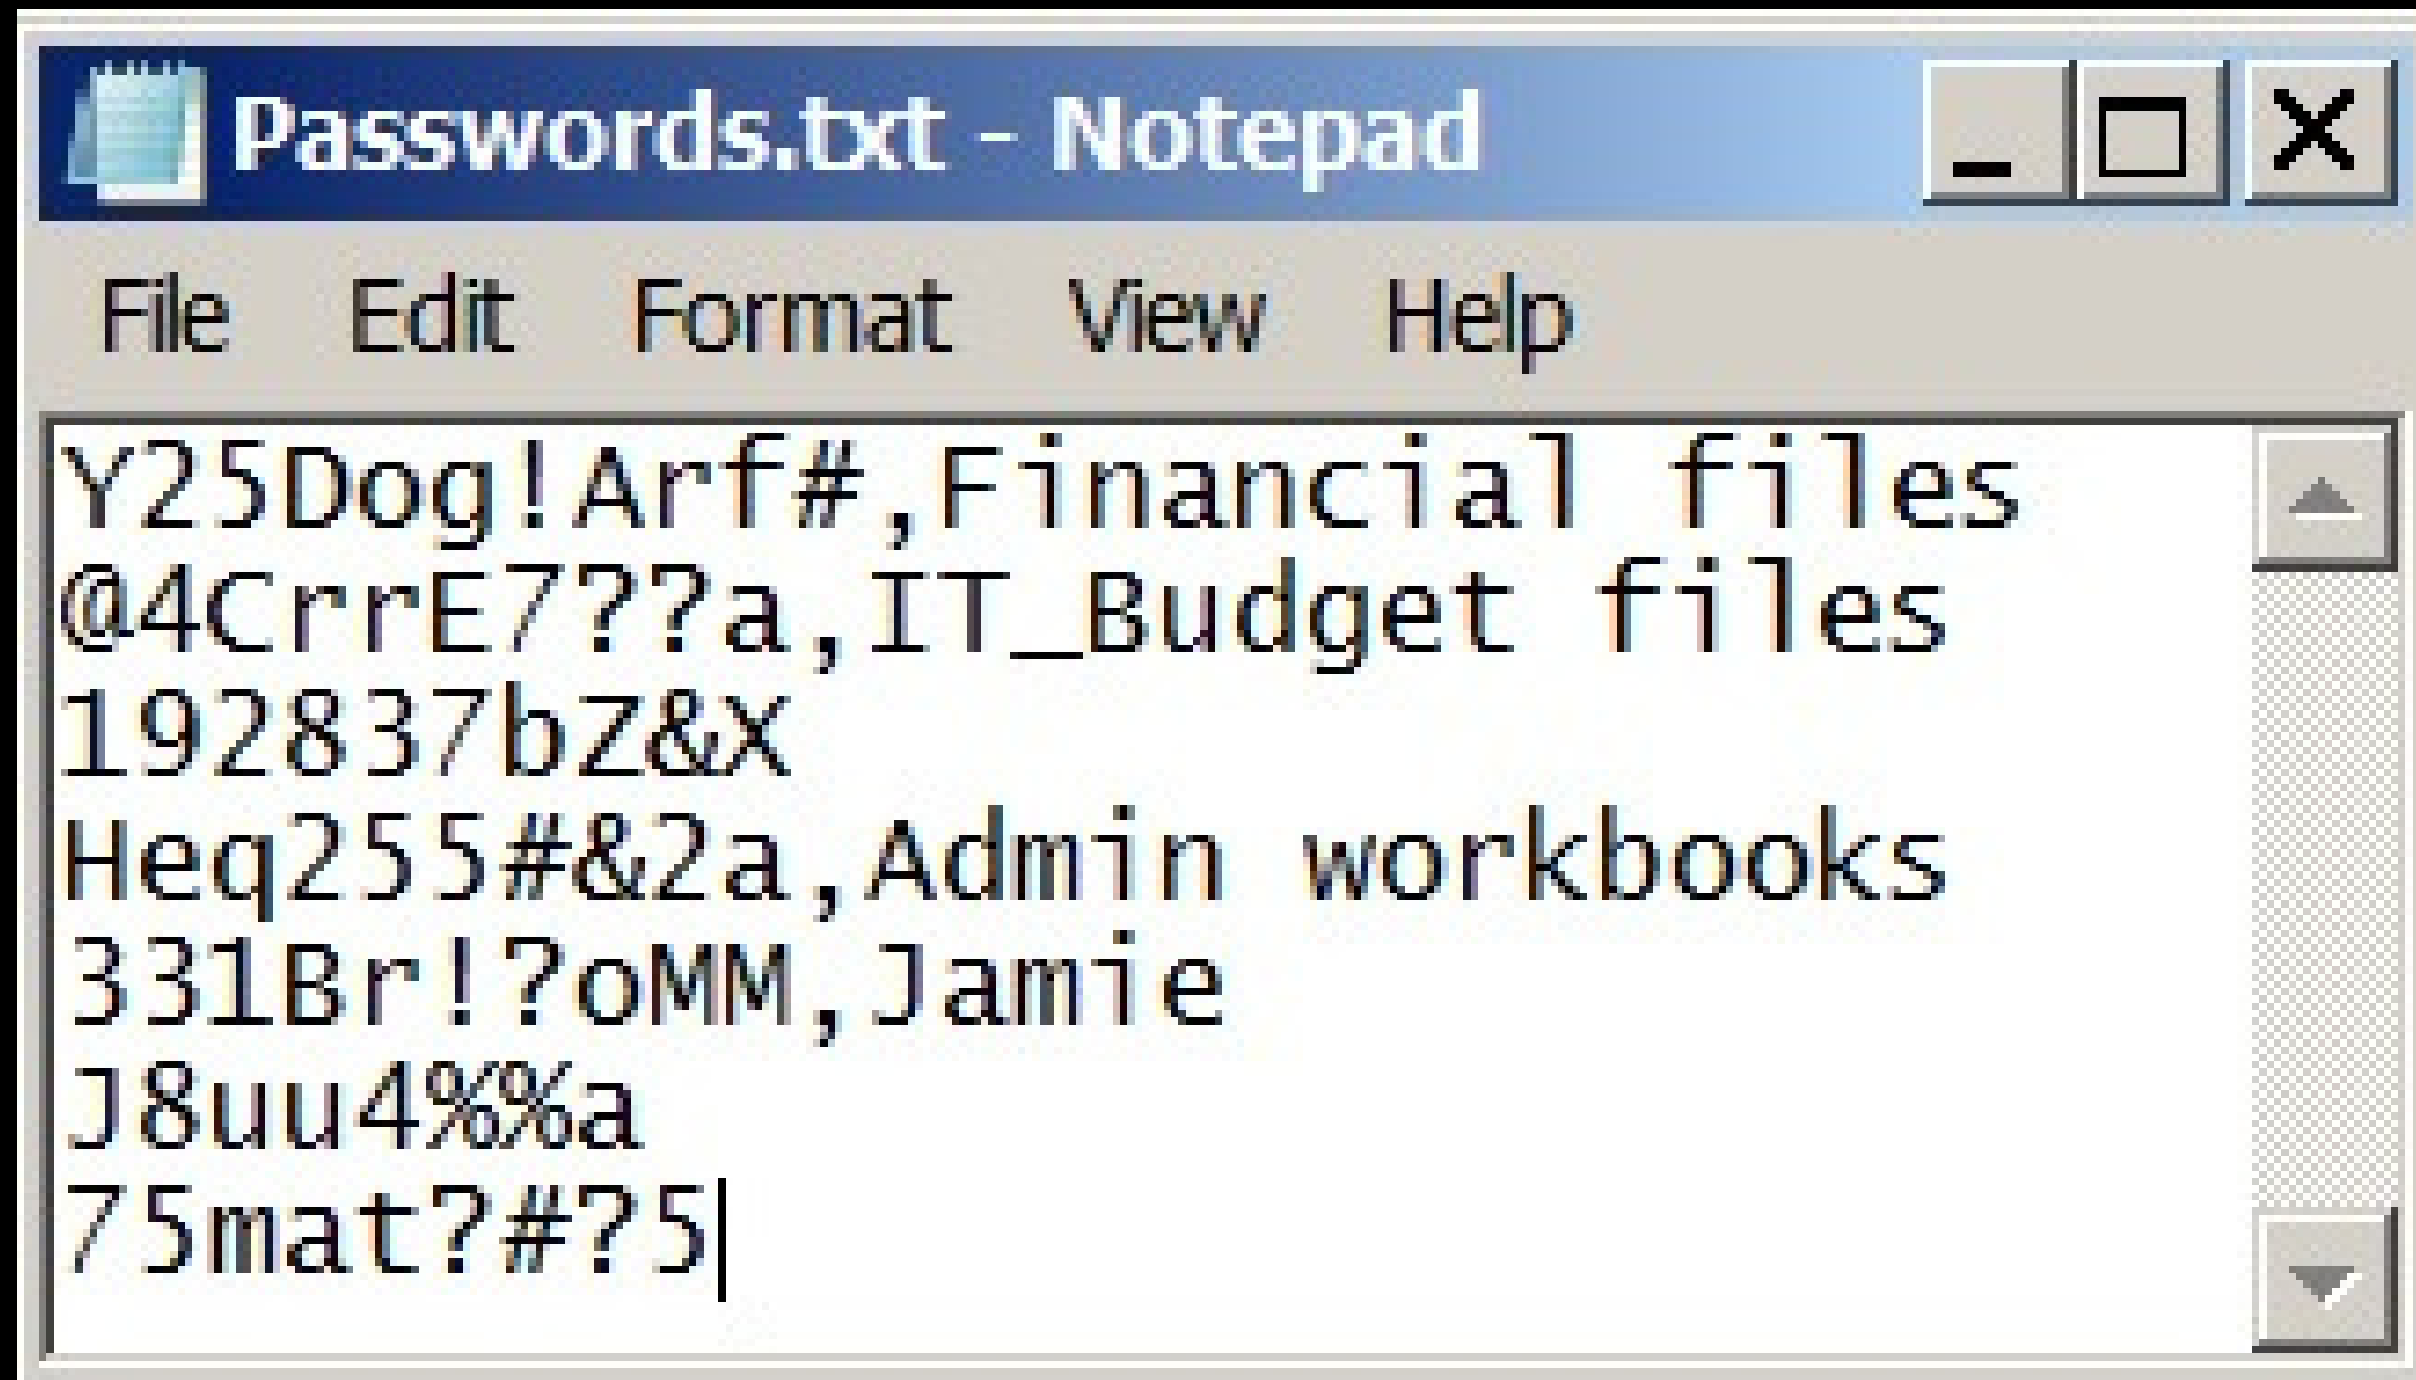 Passwords.txt - Notepad
File Edit Format View Help
Y25Dog!Arf#,Financial files
@4CrrE7??a,IT_Budget files
192837bZ&X
Heq255#&2a,Admin workbooks
331Br!?oMM,Jamie
J8uu4%%a
75mat?#?5